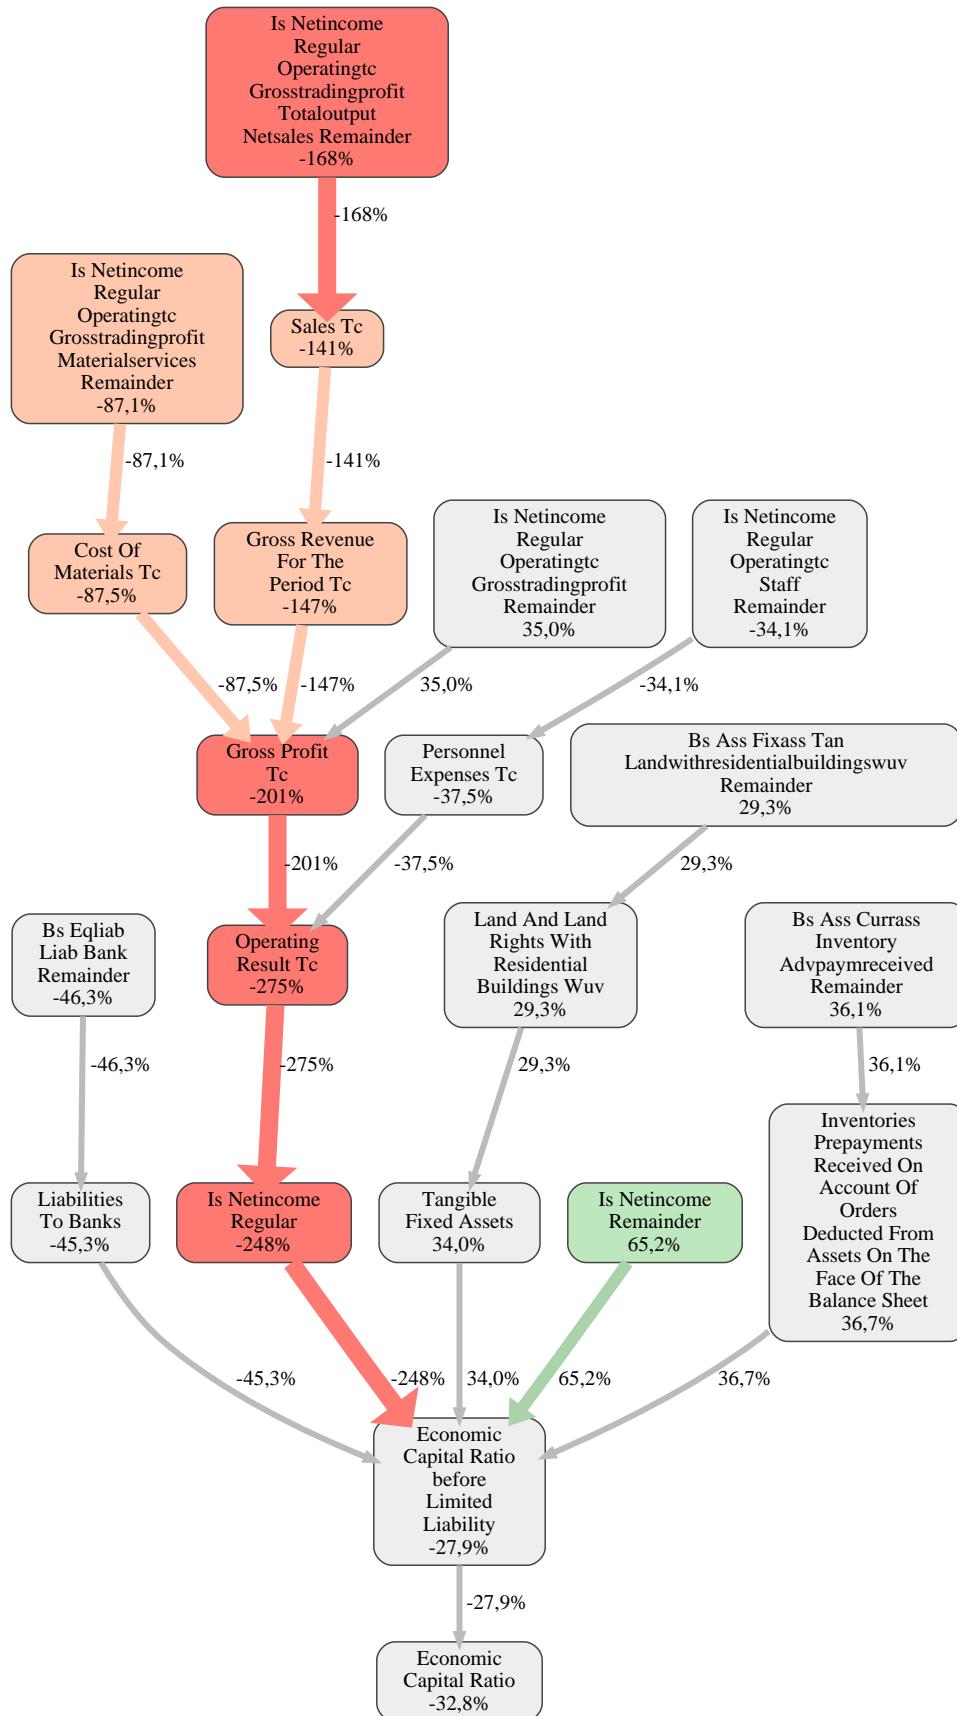 Is Netincome
Regular
Operatingtc
Grosstradingprofit
Totaloutput
Netsales Remainder
-168%
-168%
Is Netincome
Regular
Operatingtc
Grosstradingprofit
Materialservices
Remainder
-87,1%
Sales Tc
-141%
-87,1%
-141%
Is Netincome
Regular
Operatingtc
Grosstradingprofit
Remainder
35,0%
Is Netincome
Regular
Operatingtc
Staff
Remainder
-34,1%
Cost Of
Materials Tc
-87,5%
Gross Revenue
For The
Period Tc
-147%
-87,5%
-147%
35,0%
-34,1%
Gross Profit
Tc
-201%
Personnel
Expenses Tc
-37,5%
Bs Ass Fixass Tan
Landwithresidentialbuildingswuv
Remainder
29,3%
-201%
-37,5%
29,3%
Bs Eqliab
Liab Bank
Remainder
-46,3%
Operating
Result Tc
-275%
Land And Land
Rights With
Residential
Buildings Wuv
29,3%
Bs Ass Currass
Inventory
Advpaymreceived
Remainder
36,1%
-46,3%
-275%
29,3%
36,1%
Liabilities
To Banks
-45,3%
Is Netincome
Regular
-248%
Tangible
Fixed Assets
34,0%
Is Netincome
Remainder
65,2%
Inventories
Prepayments
Received On
Account Of
Orders
Deducted From
Assets On The
Face Of The
Balance Sheet
36,7%
-45,3%
-248%
34,0%
65,2%
36,7%
Economic
Capital Ratio
before
Limited
Liability
-27,9%
-27,9%
Economic
Capital Ratio
-32,8%